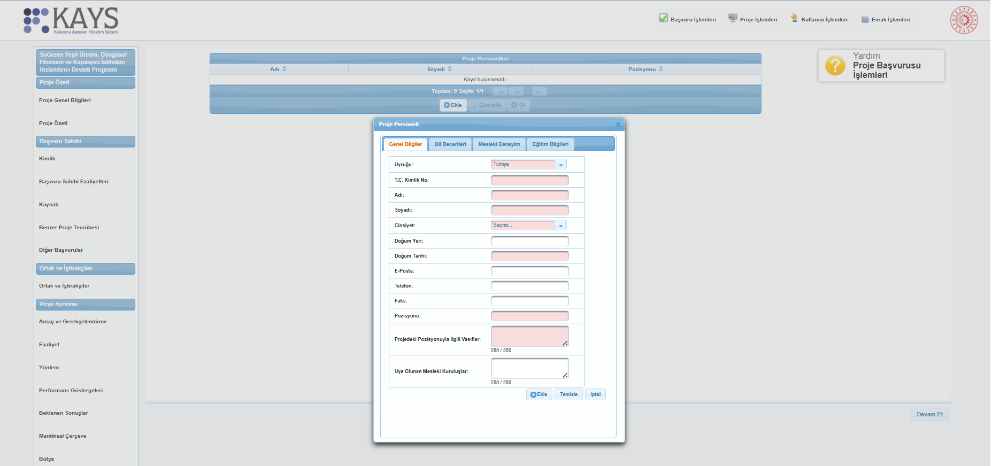 KAYS
Kalkınma Ajansları Yönetim Sistemi
Başvuru İşlemleri
Proje İşlemleri
Kullanıcı İşlemleri
Evrak İşlemleri
SoGreen Yeşil Üretim, Döngüsel
Ekonomi ve Kapsayıcı İstihdam
Hızlandırıcı Destek Programı
Proje Özeti
Proje Genel Bilgileri
Proje Özeti
Başvuru Sahibi
Kimlik
Başvuru Sahibi Faaliyetleri
Kaynak
Benzer Proje Tecrübesi
Diğer Başvurular
Ortak ve İştirakçiler
Ortak ve İştirakçiler
Proje Ayrıntısı
Amaç ve Gerekçelendirme
Faaliyet
Yöntem
Performans Göstergeleri
Beklenen Sonuçlar
Mantıksal Çerçeve
Bütçe
Proje Personelleri
Adı Soyadı Pozisyonu
Kayıt bulunamadı.
Toplam: 0 Sayfa: 1/1
Ekle Güncelle Sil
Yardım
Proje Başvurusu
İşlemleri
Proje Personeli
Genel Bilgiler Dil Becerileri Mesleki Deneyim Eğitim Bilgileri
Uyruğu: Türkiye
T.C. Kimlik No:
Adı:
Soyadı:
Cinsiyet: Seçiniz...
Doğum Yeri:
Doğum Tarihi:
E-Posta:
Telefon:
Faks:
Pozisyonu:
Projedeki Pozisyonuyla İlgili Vasıflar:
250 / 250
Üye Olunan Mesleki Kuruluşlar:
250 / 250
Ekle Temizle İptal
Devam Et